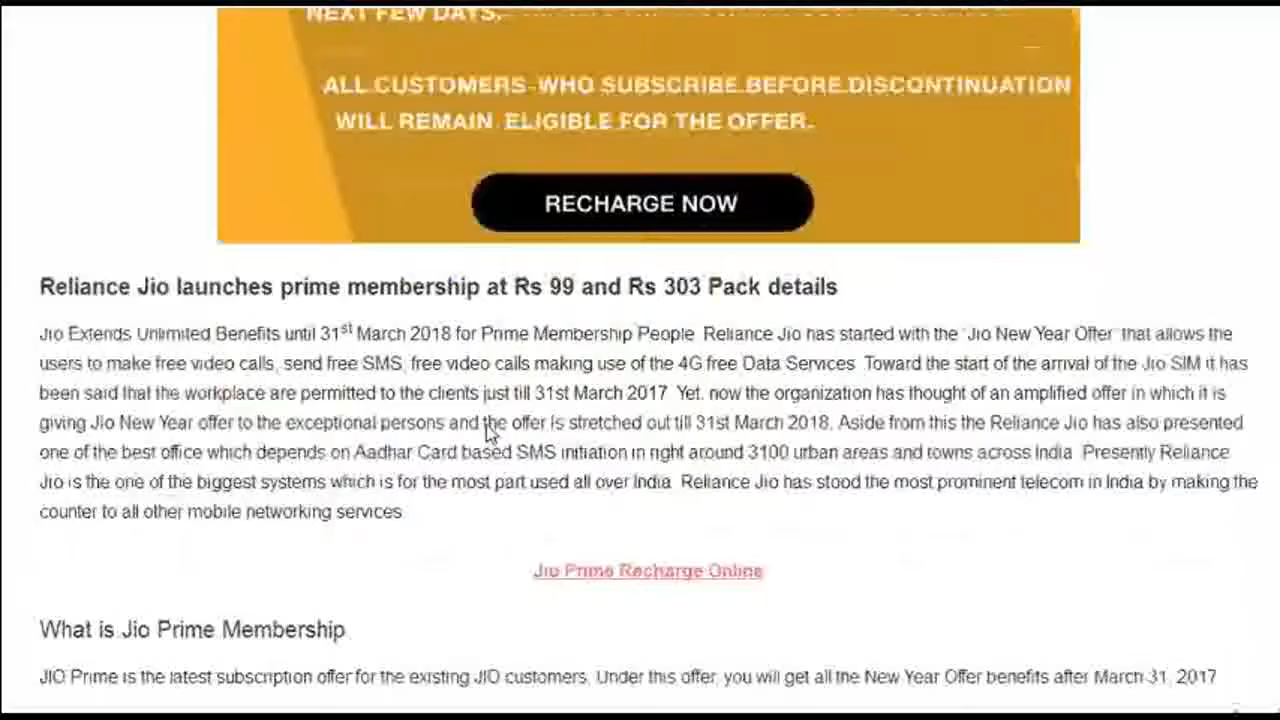 NEXT FEW DAYS.
ALL CUSTOMERS WHO SUBSCRIBE BEFORE DISCONTINUATION
WILL REMAIN ELIGIBLE FOR THE OFFER.
RECHARGE NOW
Reliance Jio launches prime membership at Rs 99 and Rs 303 Pack details
Jio Extends Unlimited Benefits until 31st March 2018 for Prime Membership People. Reliance Jio has started with the 'Jio New Year Offer' that allows the
users to make free video calls, send free SMS, free video calls making use of the 4G free Data Services. Toward the start of the arrival of the Jio SIM it has
been said that the workplace are permitted to the clients just till 31st March 2017. Yet, now the organization has thought of an amplified offer in which it is
giving Jio New Year offer to the exceptional persons and the offer is stretched out till 31st March 2018. Aside from this the Reliance Jio has also presented
one of the best office which depends on Aadhar Card based SMS initiation in right around 3100 urban areas and towns across India. Presently Reliance
Jio is the one of the biggest systems which is for the most part used all over India. Reliance Jio has stood the most prominent telecom in India by making the
counter to all other mobile networking services.
Jio Prime Recharge Online
What is Jio Prime Membership
JIO Prime is the latest subscription offer for the existing JIO customers. Under this offer, you will get all the New Year Offer benefits after March 31, 2017